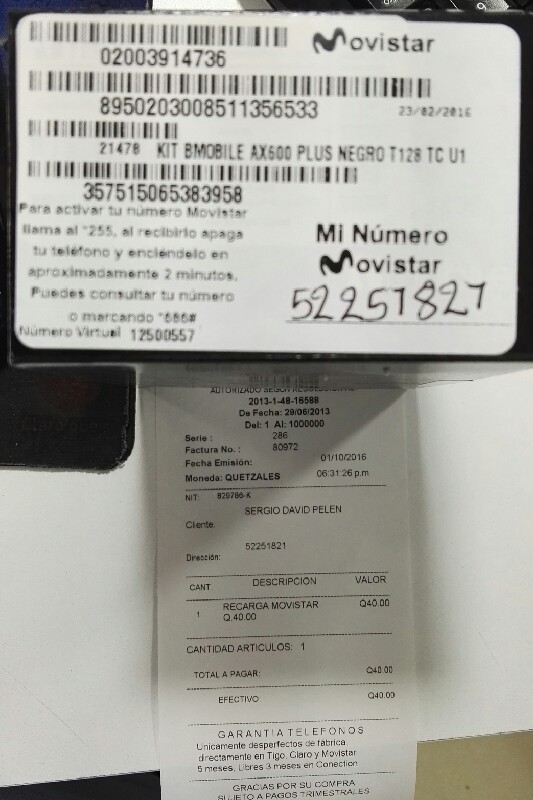 Movistar
02003914736
8950203008511356533
23/02/2016
21478 KIT BMOBILE AX600 PLUS NEGRO T128 TC U1
357515065383958
Para activar tu número Movistar
llama al *255, al recibirlo apaga
tu teléfono y enciéndelo en
aproximadamente 2 minutos.
Puedes consultar tu número
o marcando *686#
Número Virtual 12500557
Mi Número
Movistar
52251827
2013-1-48-16588
De Fecha: 29/06/2013
Del: 1 Al: 1000000
Serie : 286
Factura No. : 80972
Fecha Emisión: 01/10/2016
Moneda: QUETZALES 06:31:26 p.m.
NIT: 829786-K
SERGIO DAVID PELEN
Cliente:
52251821
Dirección:
CANT DESCRIPCION VALOR
1 RECARGA MOVISTAR Q40.00
Q.40.00
CANTIDAD ARTICULOS: 1
TOTAL A PAGAR: Q40.00
EFECTIVO: Q40.00
GARANTIA TELEFONOS
Unicamente desperfectos de fábrica
directamente en Tigo, Claro y Movistar
6 meses, Libres 3 meses en Conection
GRACIAS POR SU COMPRA
SUJETO A PAGOS TRIMESTRALES